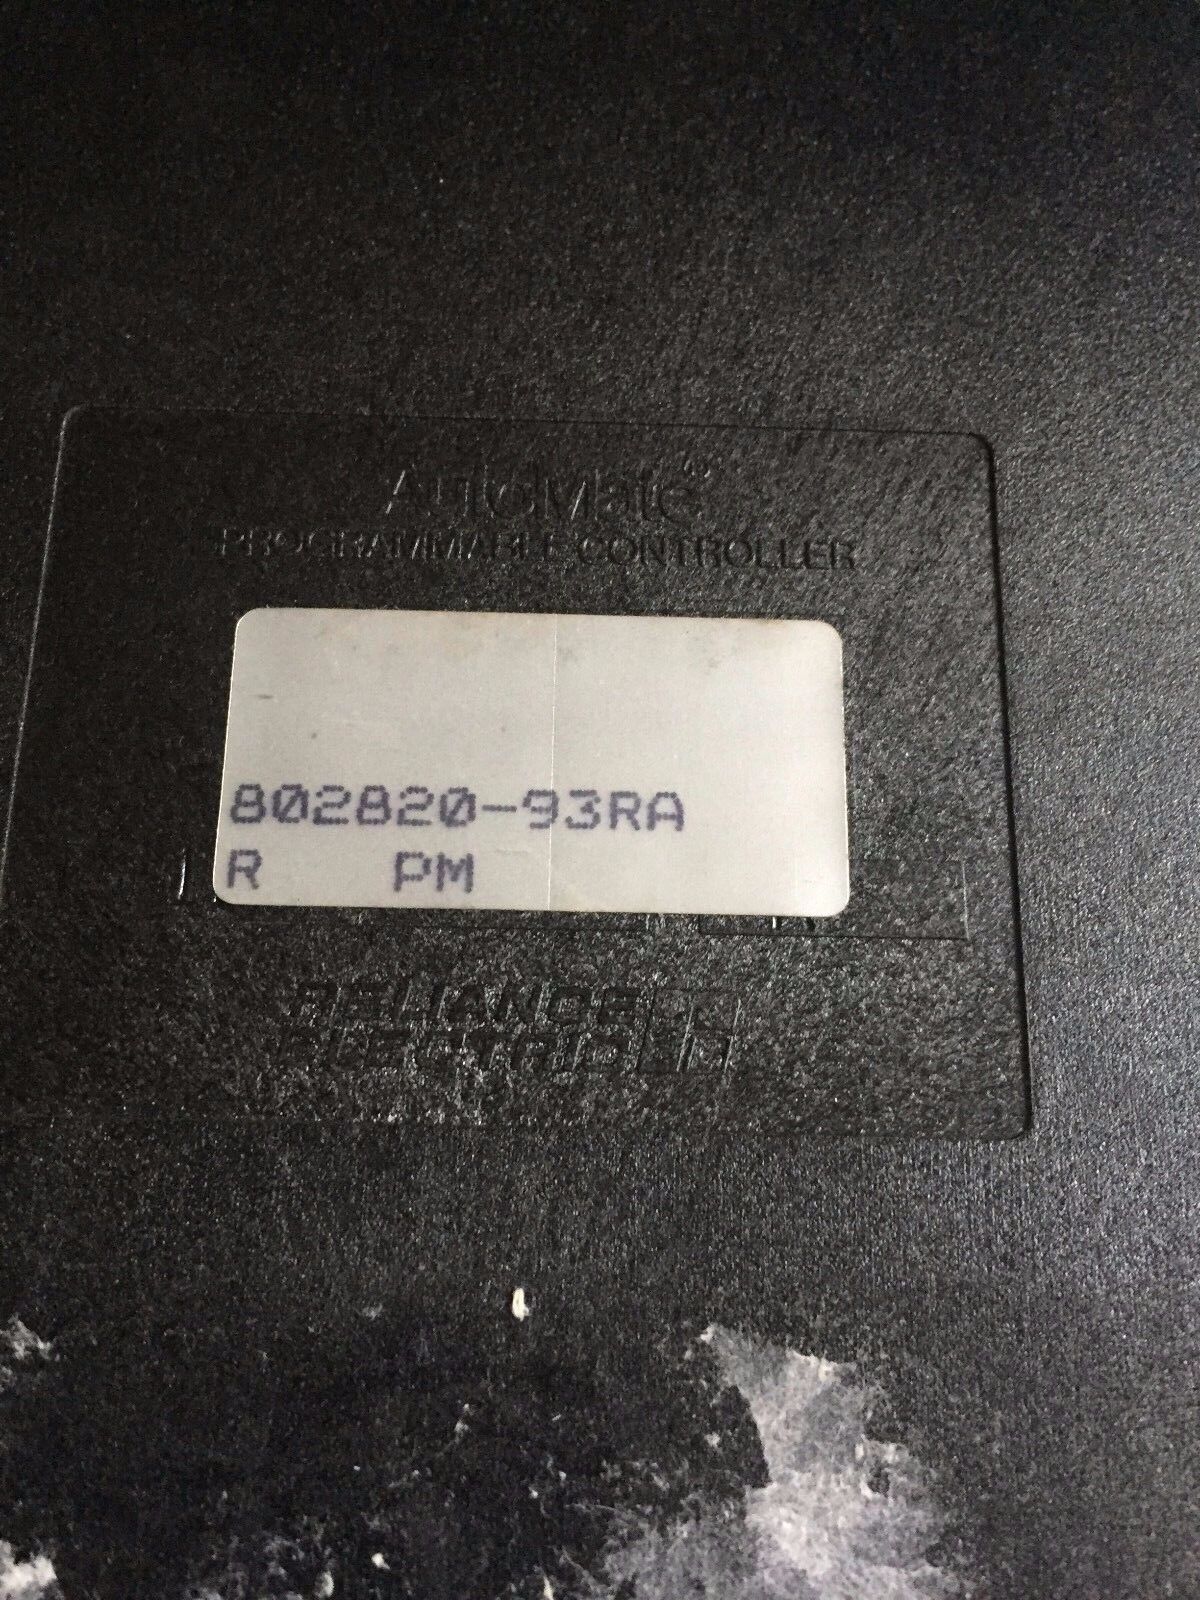 AutoMate®
PROGRAMMABLE CONTROLLER
802820-93RA
R PM
RELIANCE
ELECTRIC